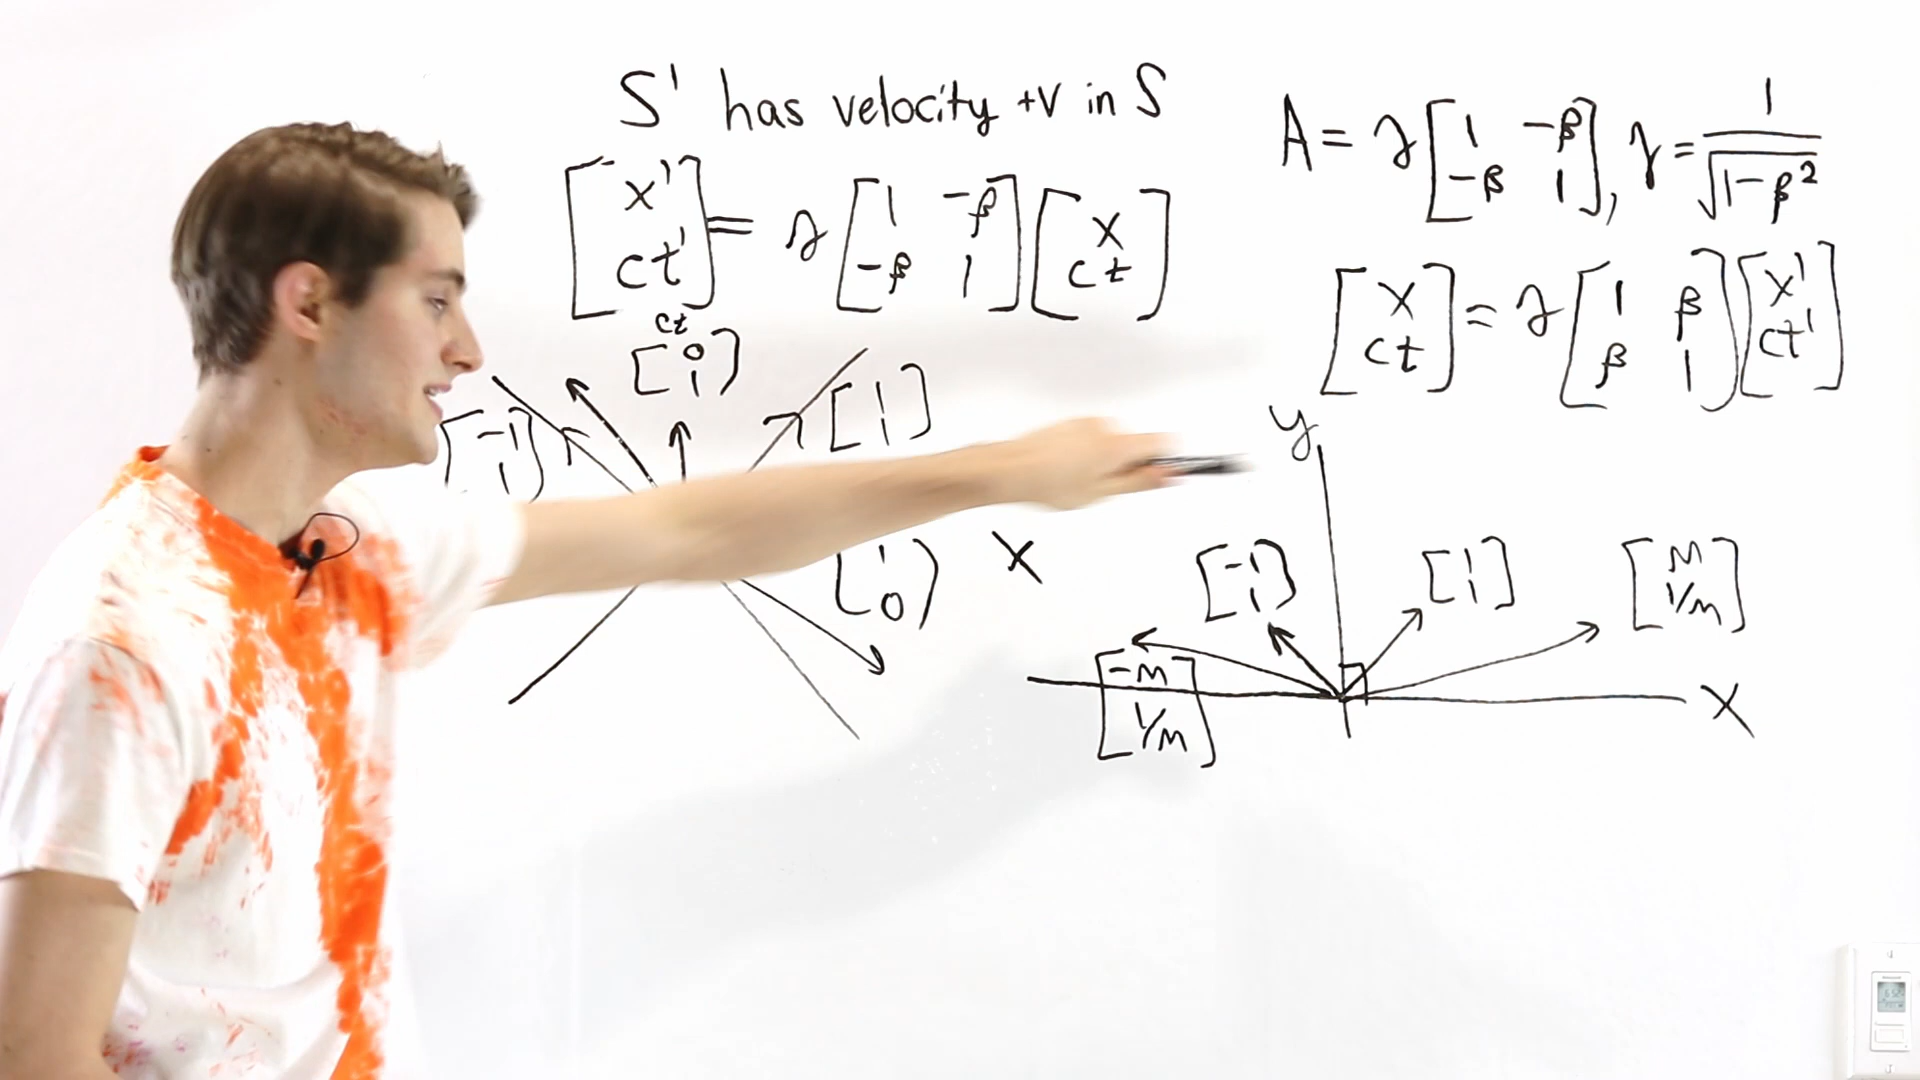 S' has velocity +v in S
[x' ct'] = γ [1 -β -β 1] [x ct]
A = γ [1 -β -β 1], γ = 1/√(1-β²)
[x ct] = γ [1 β β 1] [x' ct']
ct
[0 1]
[-1 1]
[1 1]
[1 0]
x
y
[-1 1]
[1 1]
[M 1/M]
[-M 1/M]
x